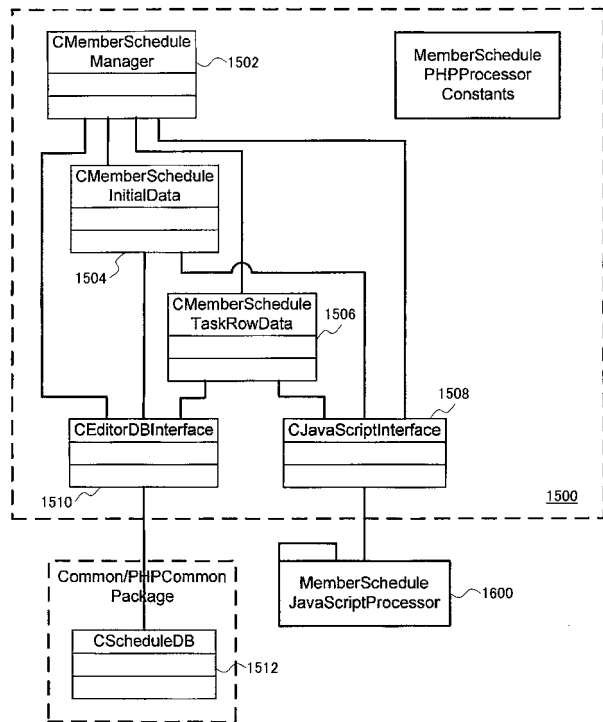 CMemberSchedule
Manager
1502
MemberSchedule
PHPProcessor
Constants
CMemberSchedule
InitialData
1504
CMemberSchedule
TaskRowData
1506
1508
CEditorDBInterface
CJavaScriptInterface
1510
1500
Common/PHPCommon
Package
MemberSchedule
JavaScriptProcessor
1600
CScheduleDB
1512